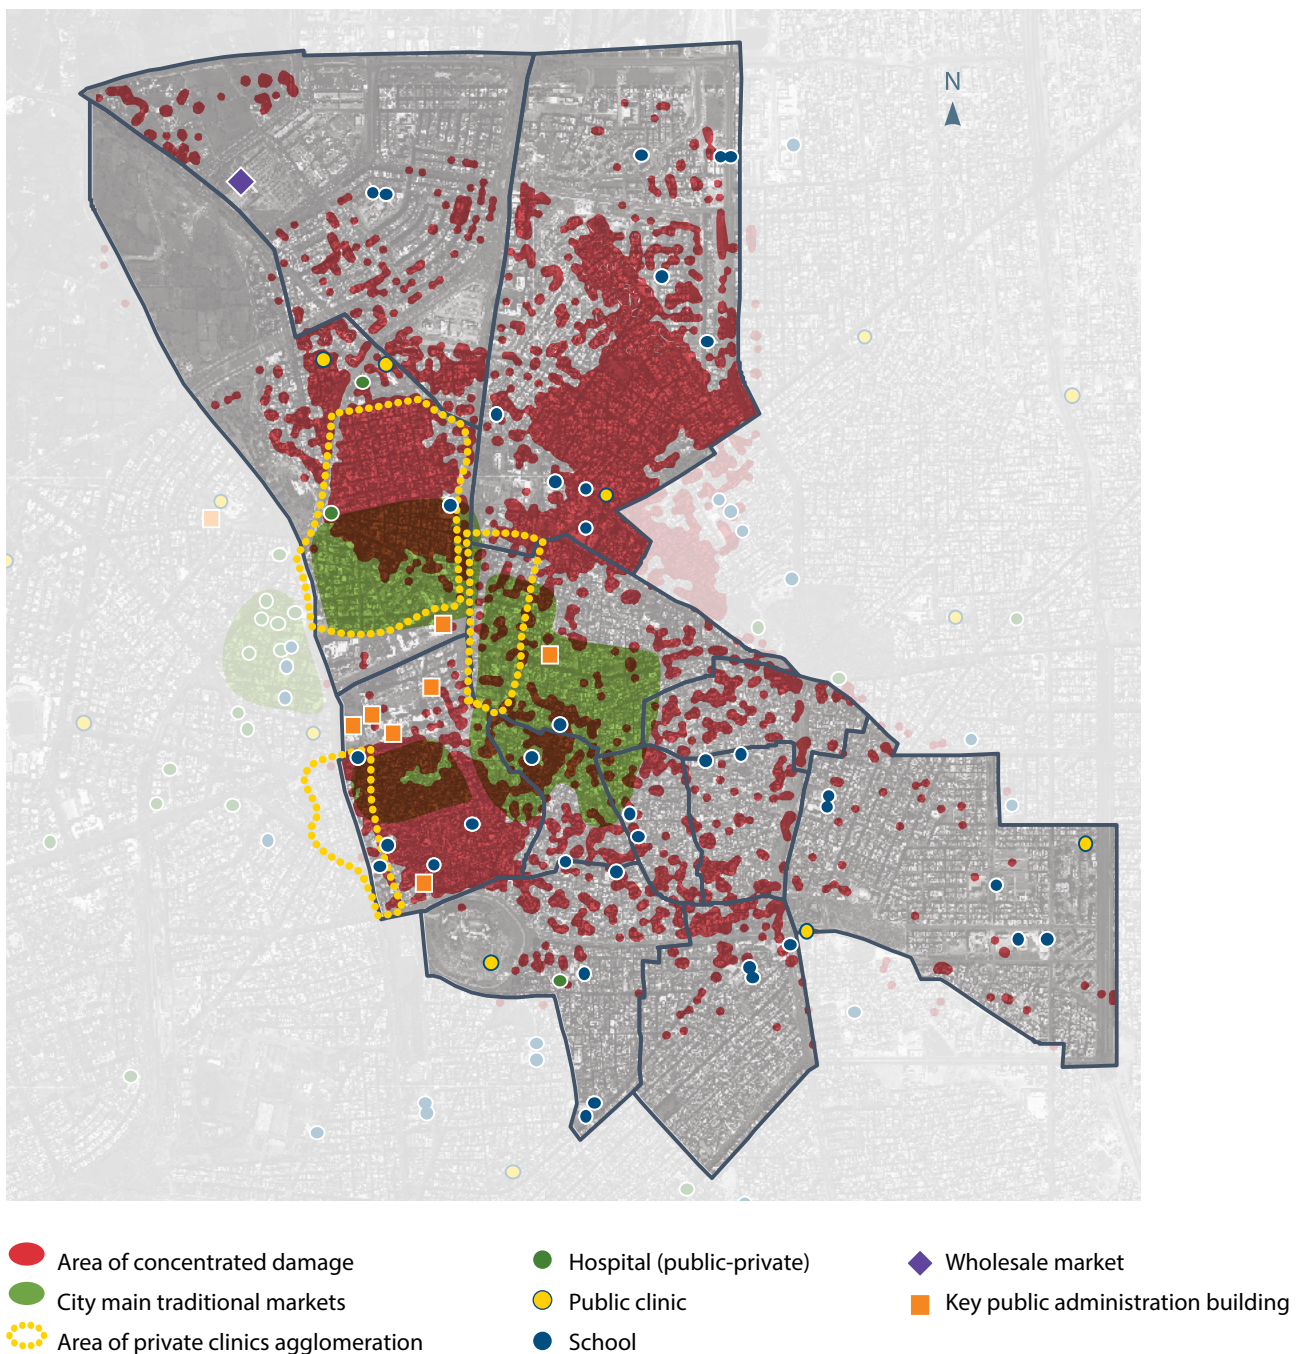 N
Area of concentrated damage
City main traditional markets
Area of private clinics agglomeration
Hospital (public-private)
Public clinic
School
Wholesale market
Key public administration building